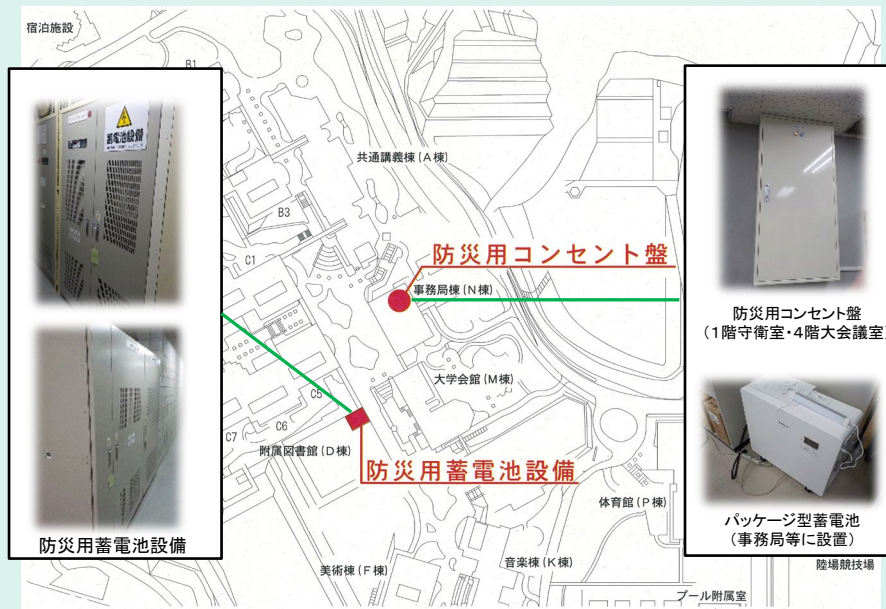 宿泊施設
B1
蓄電池設備
共通講義棟(A棟)
B3
C1
防災用コンセント盤
事務局棟(N棟)
防災用コンセント盤
(1階守衛室・4階大会議室)
大学会館(M棟)
C5
C6
C7
附属図書館(D棟)
防災用蓄電池設備
体育館(P棟)
パッケージ型蓄電池
(事務局等に設置)
防災用蓄電池設備
美術棟(F棟)
音楽棟(K棟)
陸場競技場
プール附属室